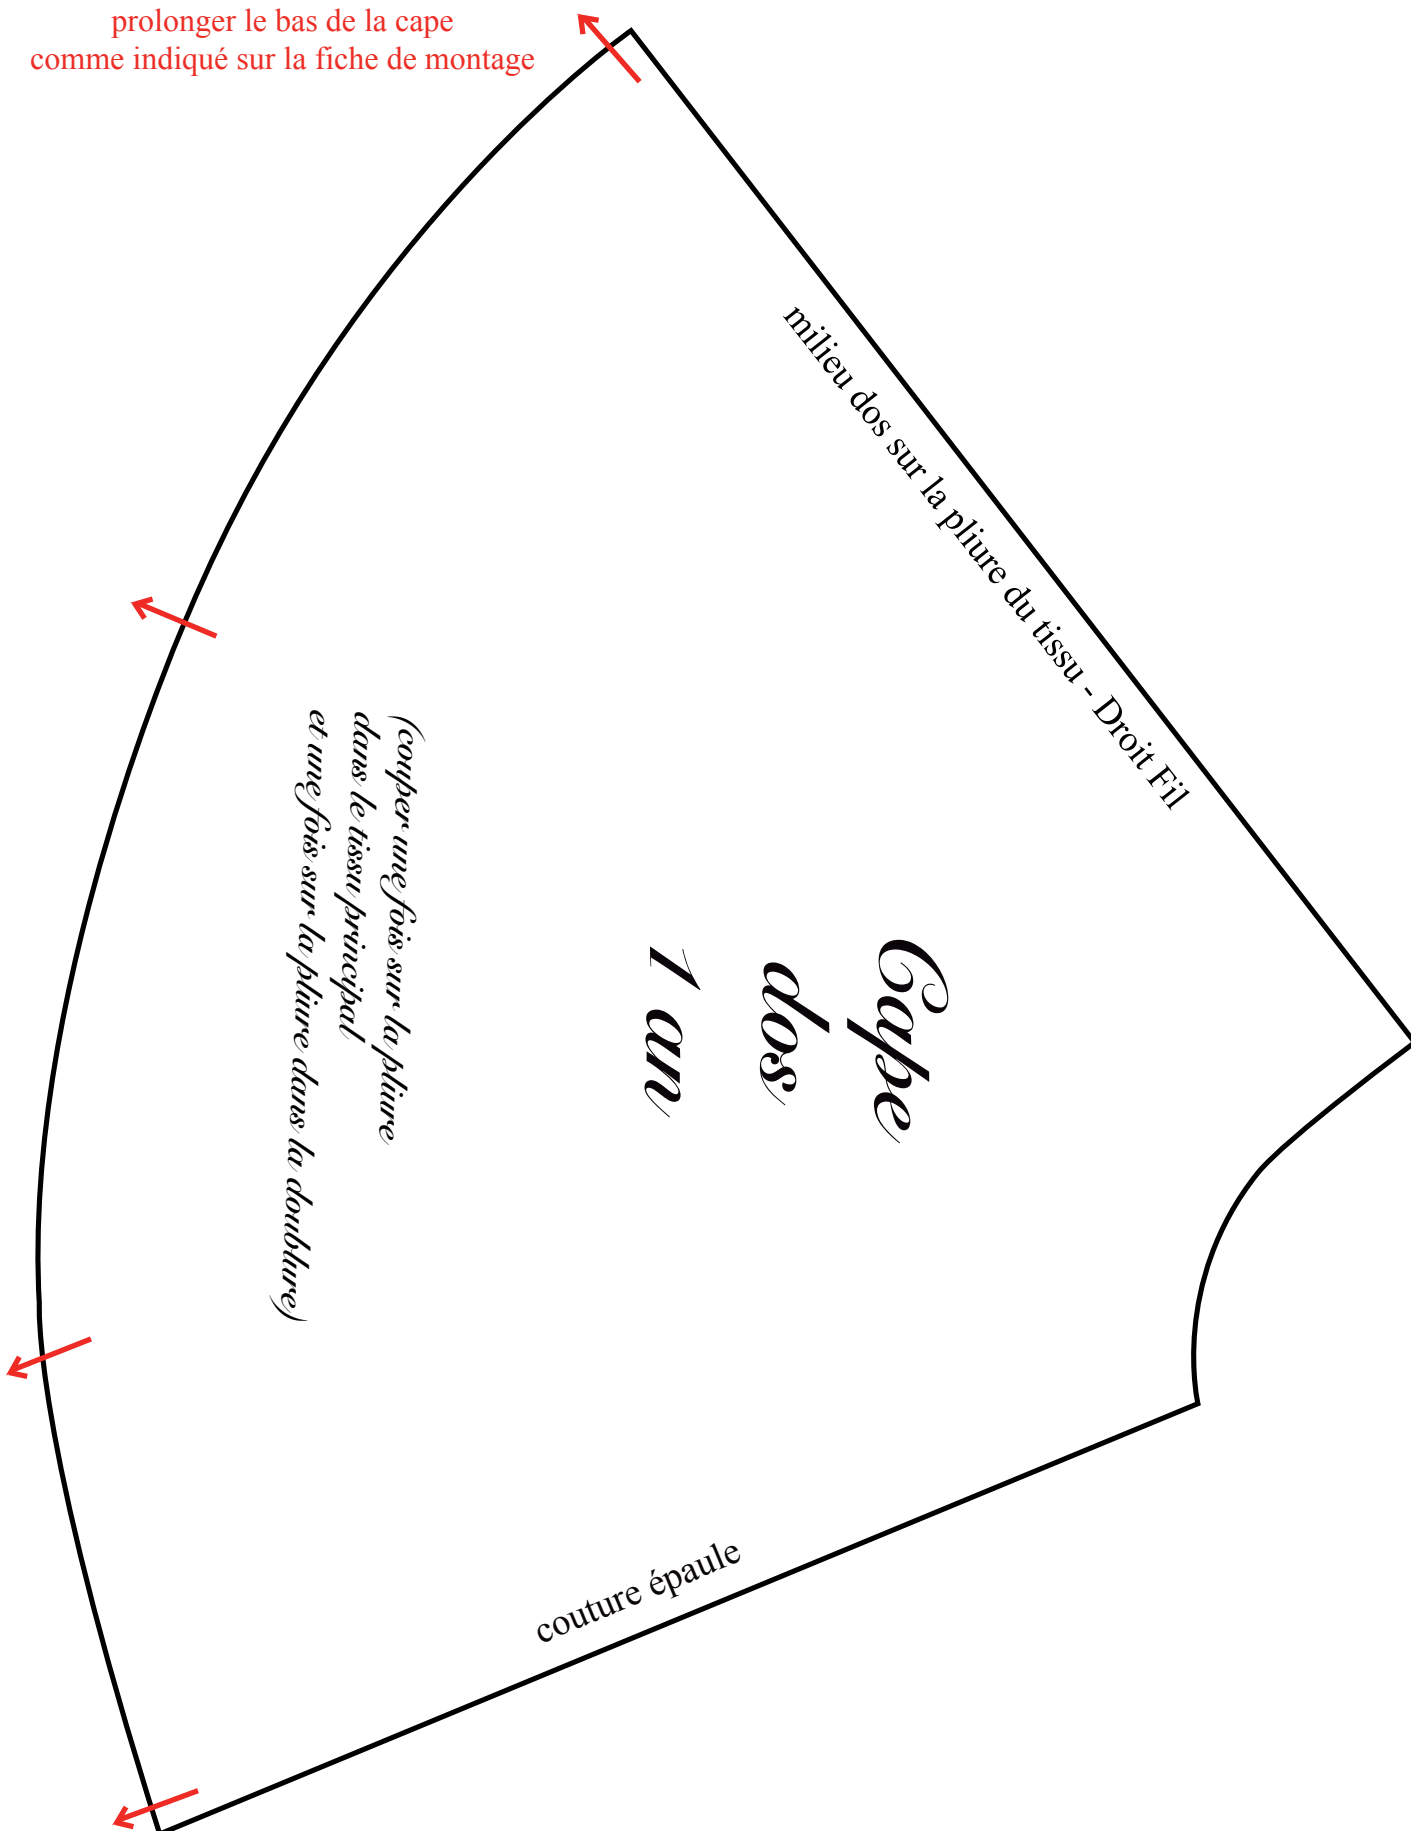 prolonger le bas de la cape
comme indiqué sur la fiche de montage
milieu dos sur la pliure du tissu - Droit Fil
Cape
dos
1 an
(couper une fois sur la pliure
dans le tissu principal
et une fois sur la pliure dans la doublure)
couture épaule